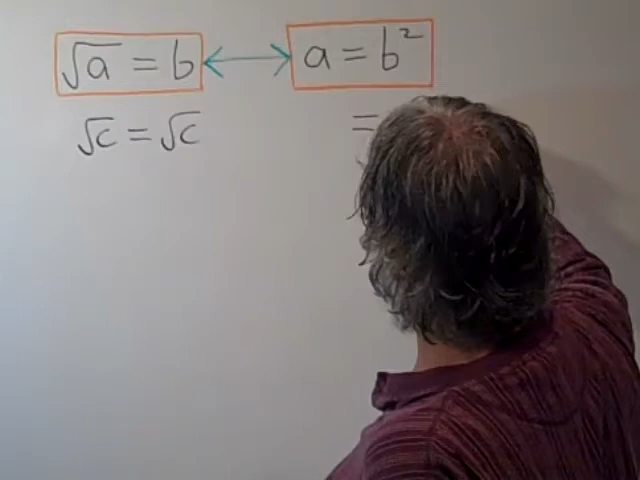 √a = b ↔ a = b²
√c = √c =